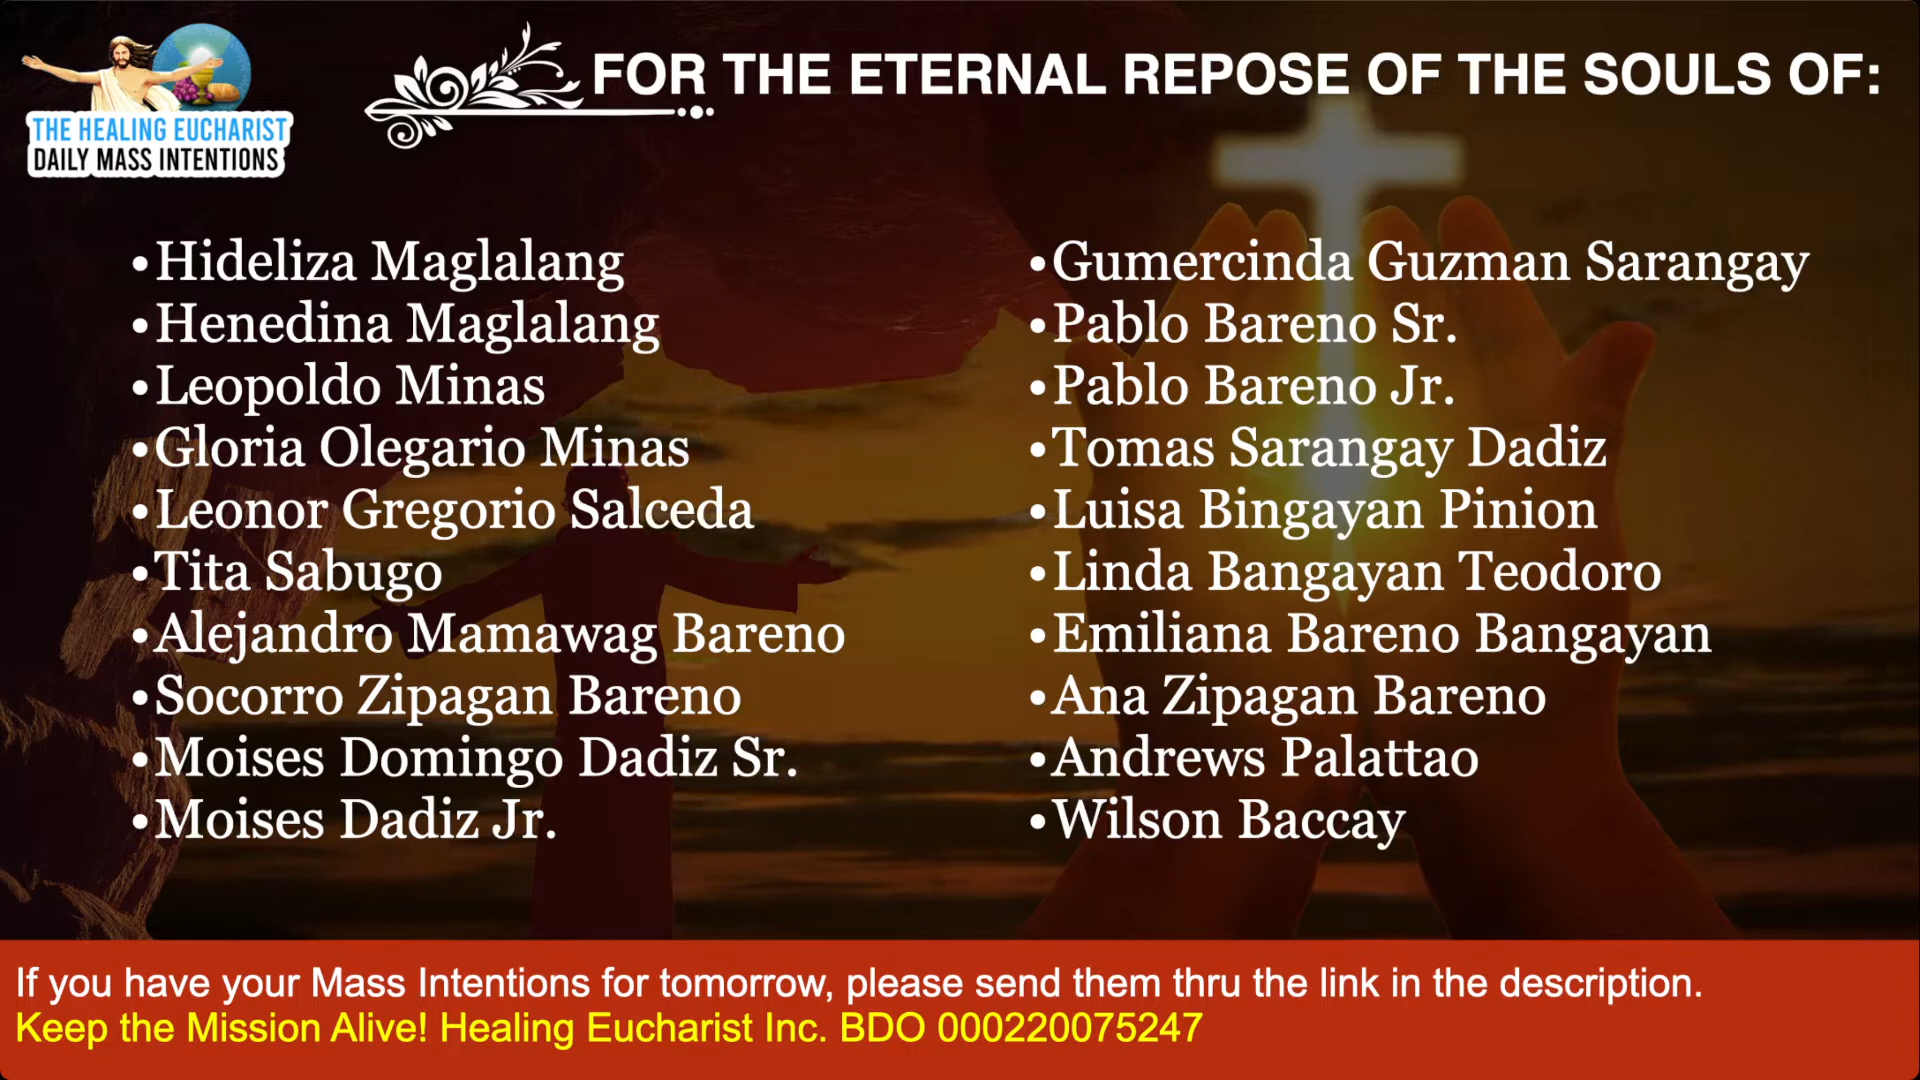 THE HEALING EUCHARIST
DAILY MASS INTENTIONS
FOR THE ETERNAL REPOSE OF THE SOULS OF:
•Hideliza Maglalang
•Henedina Maglalang
•Leopoldo Minas
•Gloria Olegario Minas
•Leonor Gregorio Salceda
•Tita Sabugo
•Alejandro Mamawag Bareno
•Socorro Zipagan Bareno
•Moises Domingo Dadiz Sr.
•Moises Dadiz Jr.
•Gumercinda Guzman Sarangay
•Pablo Bareno Sr.
•Pablo Bareno Jr.
•Tomas Sarangay Dadiz
•Luisa Bingayan Pinion
•Linda Bangayan Teodoro
•Emiliana Bareno Bangayan
•Ana Zipagan Bareno
•Andrews Palattao
•Wilson Baccay
If you have your Mass Intentions for tomorrow, please send them thru the link in the description.
Keep the Mission Alive! Healing Eucharist Inc. BDO 000220075247